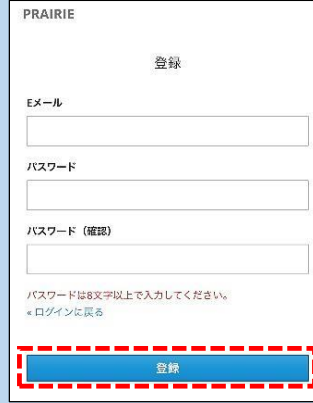 PRAIRIE
登録
Eメール
パスワード
パスワード（確認）
パスワードは8文字以上で入力してください。
« ログインに戻る
登録